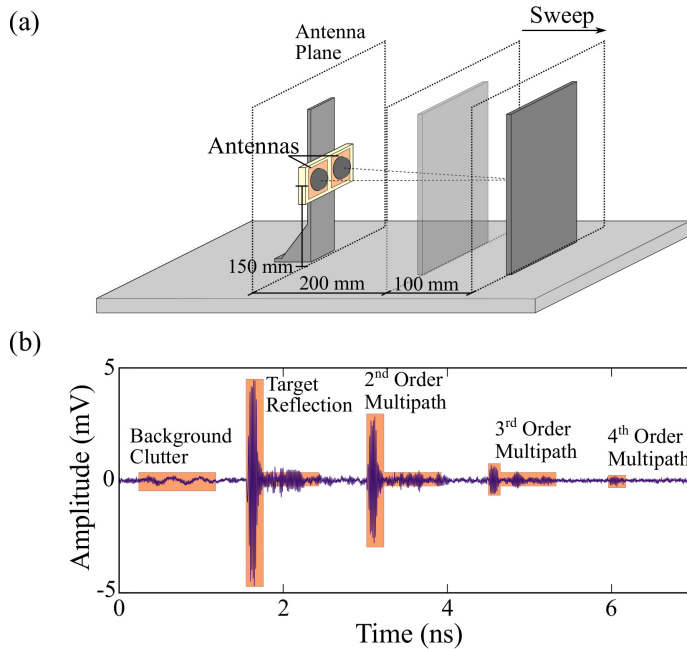 (a)
Antenna
Plane
Sweep
Antennas
150 mm
200 mm
100 mm
(b)
5
0
-5
Amplitude (mV)
Background
Clutter
Target
Reflection
2nd Order
Multipath
3rd Order
Multipath
4th Order
Multipath
0
2
4
6
Time (ns)